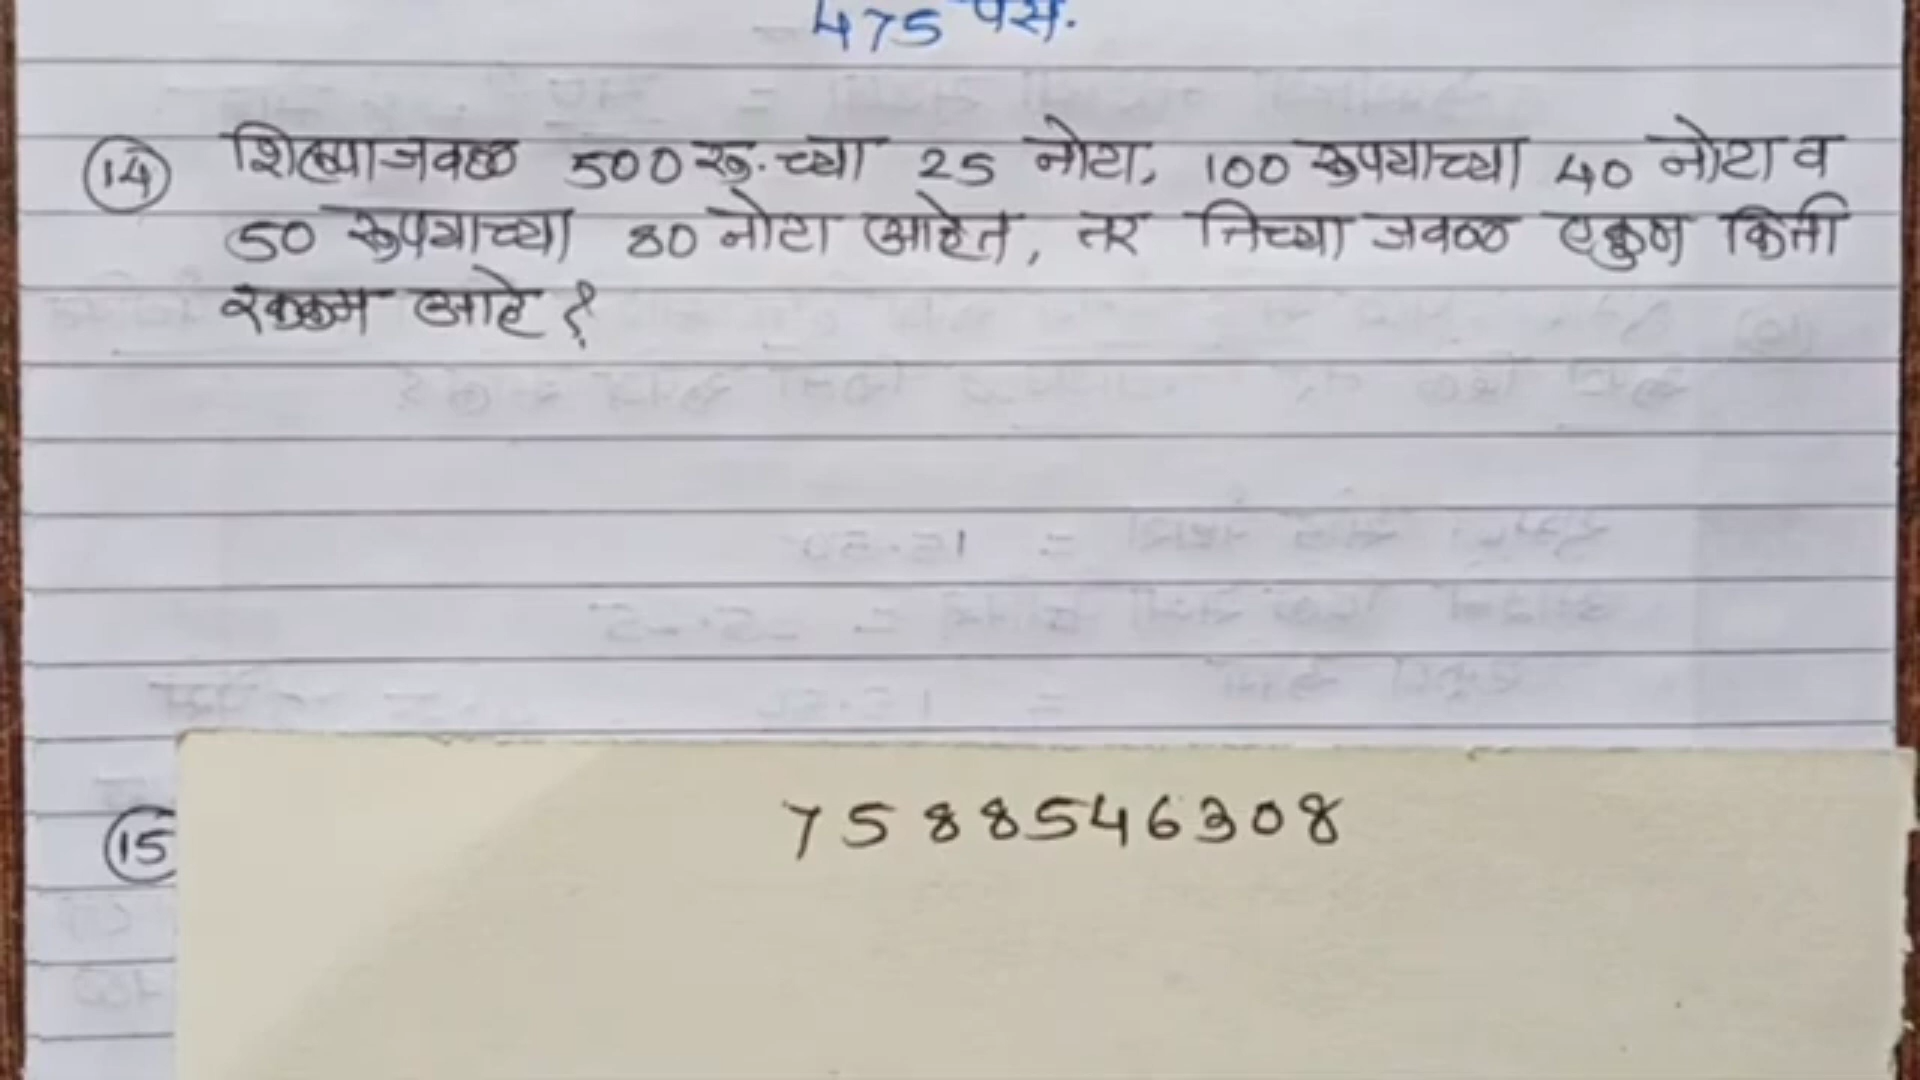 475 पैसे.
14 शिल्पाजवळ 500 रु. च्या 25 नोटा, 100 रुपयाच्या 40 नोटा व
50 रुपयाच्या 80 नोटा आहेत, तर तिच्या जवळ एकुण किती
रक्कम आहे?
7588546308
15